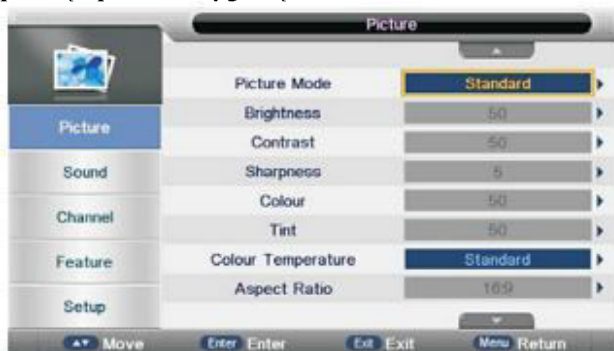 Picture
Picture Mode Standard
Brightness 50
Picture
Contrast 50
Sound
Sharpness 5
Colour 50
Channel
Tint 50
Feature
Colour Temperature Standard
Aspect Ratio 16:9
Setup
Move Enter Enter Exit Exit Menu Return